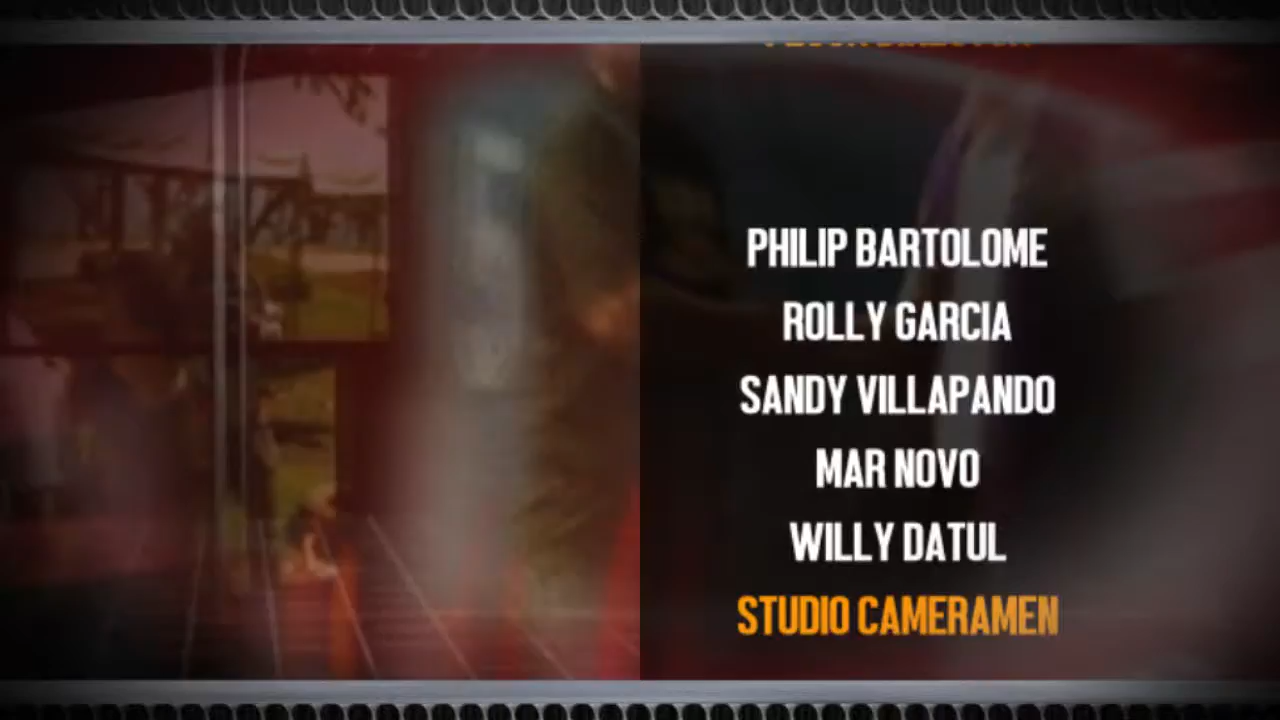 PHILIP BARTOLOME
ROLLY GARCIA
SANDY VILLAPANDO
MAR NOVO
WILLY DATUL
STUDIO CAMERAMEN